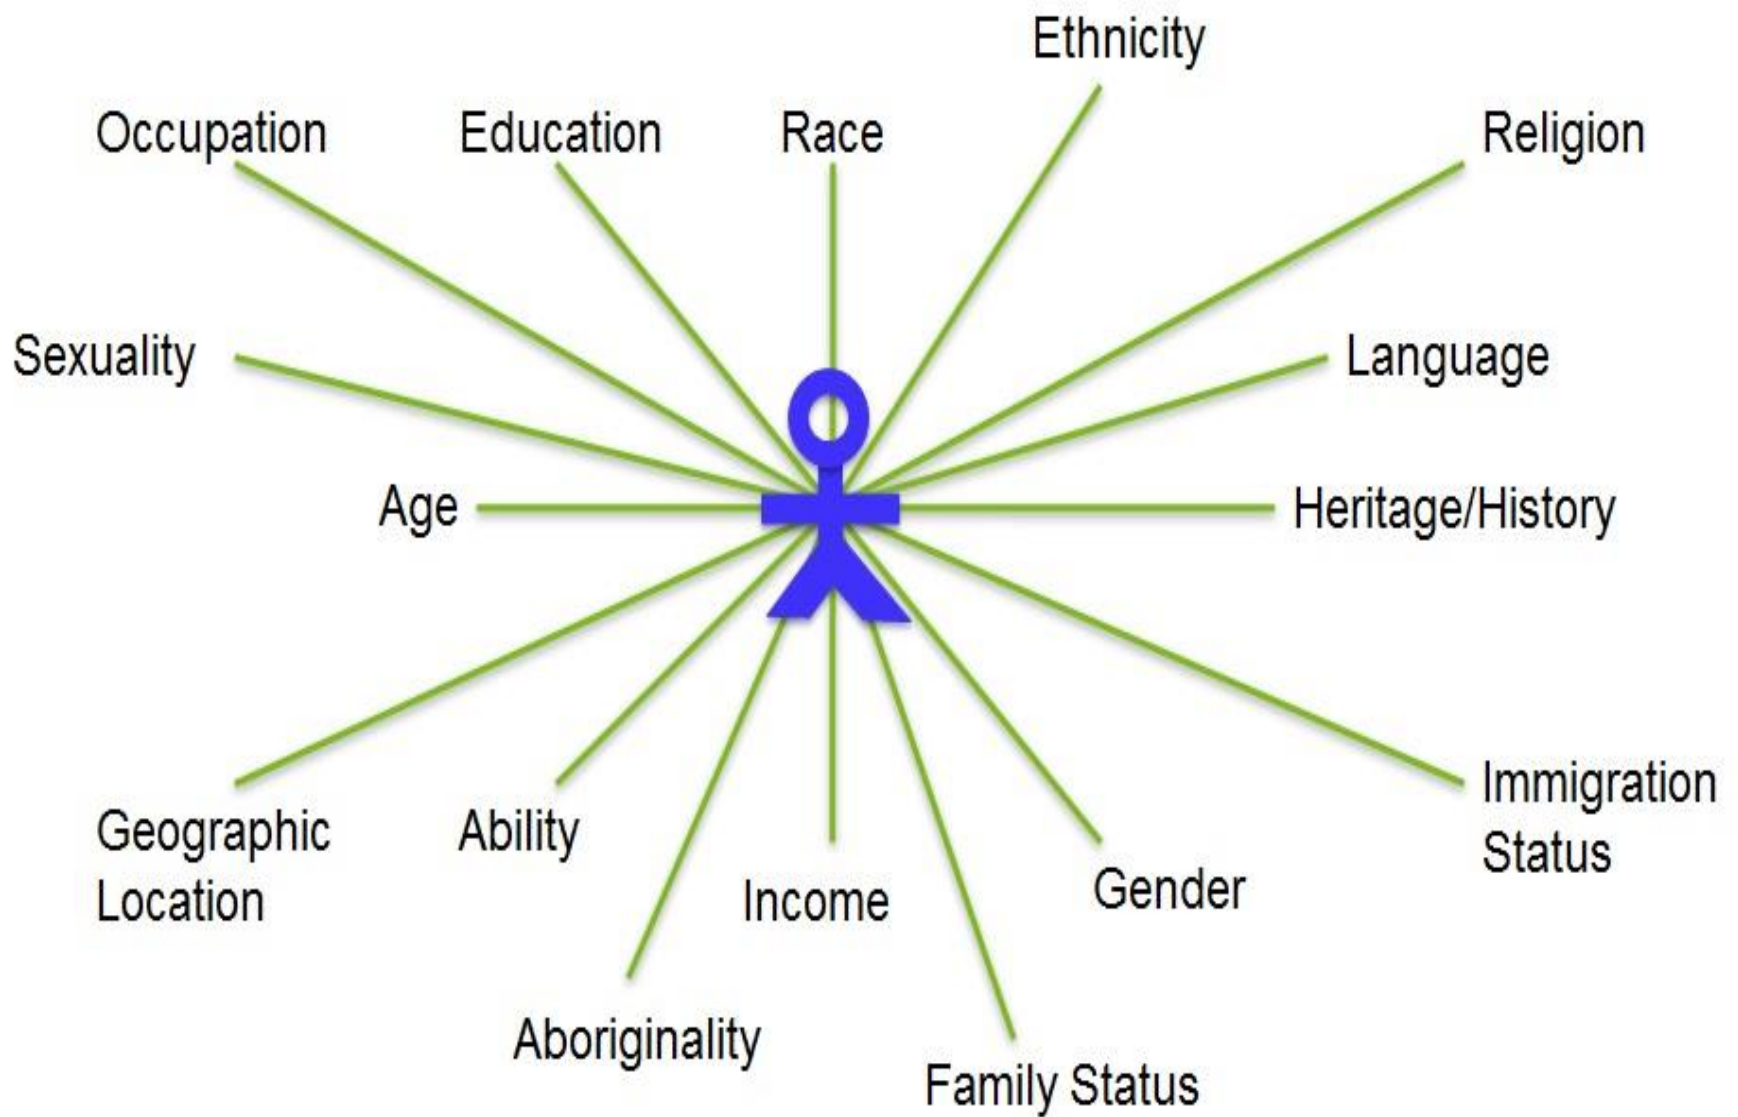 Ethnicity
Occupation
Education
Race
Religion
Sexuality
Language
Age
Heritage/History
Geographic
Location
Ability
Income
Gender
Immigration
Status
Aboriginality
Family Status